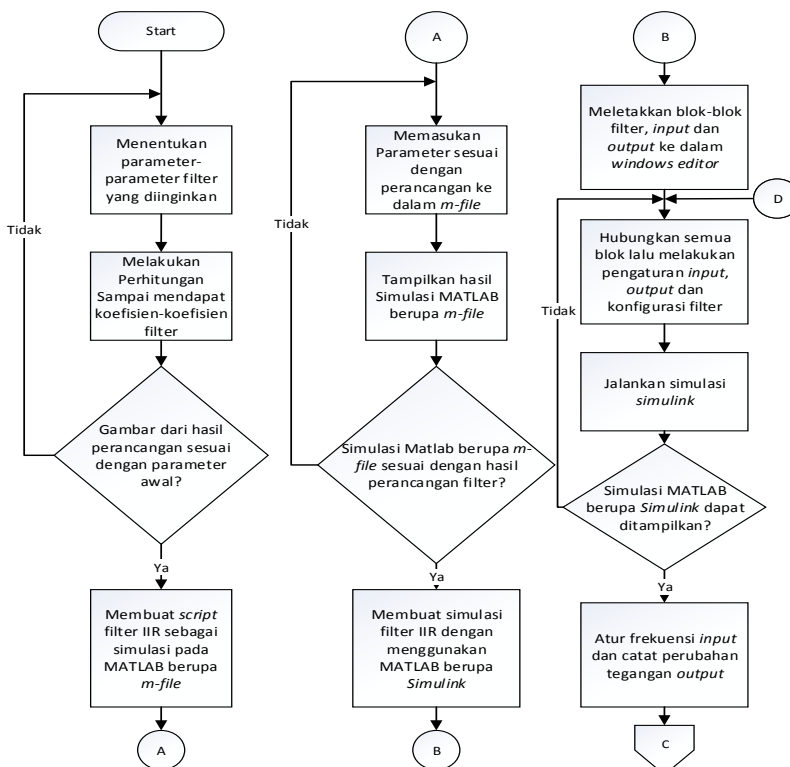 Start
Menentukan
parameter-
parameter filter
yang diinginkan
Tidak
Melakukan
Perhitungan
Sampai mendapat
koefisien-koefisien
filter
Gambar dari hasil
perancangan sesuai
dengan parameter
awal?
Ya
Membuat script
filter IIR sebagai
simulasi pada
MATLAB berupa
m-file
A
A
Memasukan
Parameter sesuai
dengan
perancangan ke
dalam m-file
Tampilkan hasil
Simulasi MATLAB
berupa m-file
Tidak
Simulasi Matlab berupa m-
file sesuai dengan hasil
perancangan filter?
Ya
Membuat simulasi
filter IIR dengan
menggunakan
MATLAB berupa
Simulink
B
B
Meletakkan blok-blok
filter, input dan
output ke dalam
windows editor
D
Hubungkan semua
blok lalu melakukan
pengaturan input,
output dan
konfigurasi filter
Tidak
Jalankan simulasi
simulink
Simulasi MATLAB
berupa Simulink dapat
ditampilkan?
Ya
Atur frekuensi input
dan catat perubahan
tegangan output
C